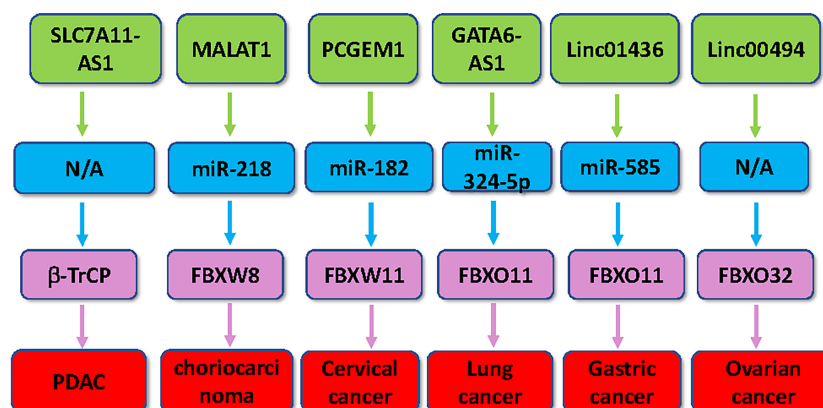 SLC7A11-
AS1
MALAT1
PCGEM1
GATA6-
AS1
Linc01436
Linc00494
N/A
miR-218
miR-182
miR-
324-5p
miR-585
N/A
β-TrCP
FBXW8
FBXW11
FBXO11
FBXO11
FBXO32
PDAC
choriocarci
noma
Cervical
cancer
Lung
cancer
Gastric
cancer
Ovarian
cancer